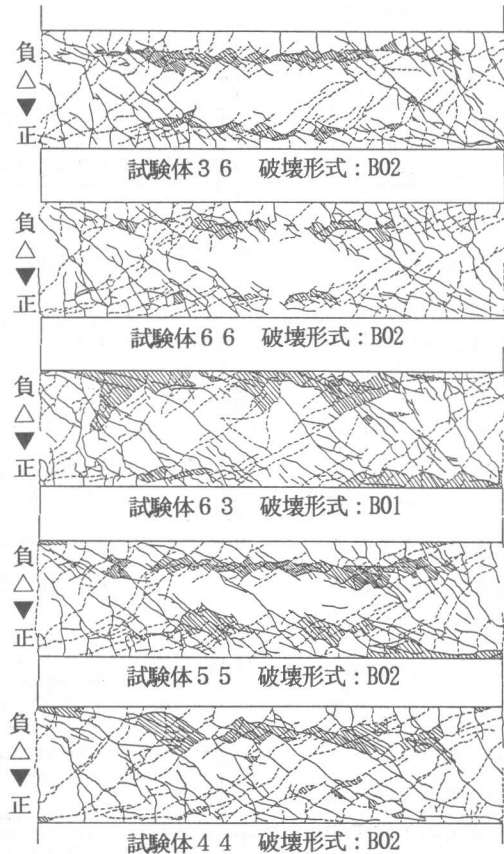 負
△
▼
正
試験体36 破壊形式:B02
負
△
▼
正
試験体66 破壊形式:B02
負
△
▼
正
試験体63 破壊形式:B01
負
△
▼
正
試験体55 破壊形式:B02
負
△
▼
正
試験体44 破壊形式:B02